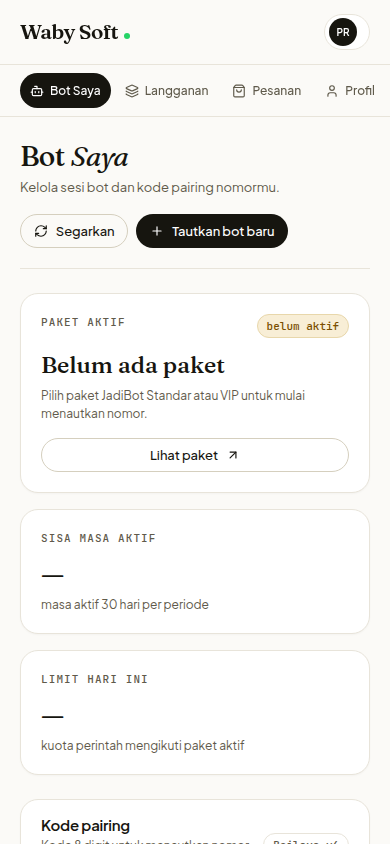 Waby Soft
PR
Bot Saya
Langganan
Pesanan
Profil
Bot Saya
Kelola sesi bot dan kode pairing nomormu.
Segarkan
Tautkan bot baru
PAKET AKTIF
belum aktif
Belum ada paket
Pilih paket JadiBot Standar atau VIP untuk mulai
menautkan nomor.
Lihat paket
SISA MASA AKTIF
—
masa aktif 30 hari per periode
LIMIT HARI INI
—
kuota perintah mengikuti paket aktif
Kode pairing